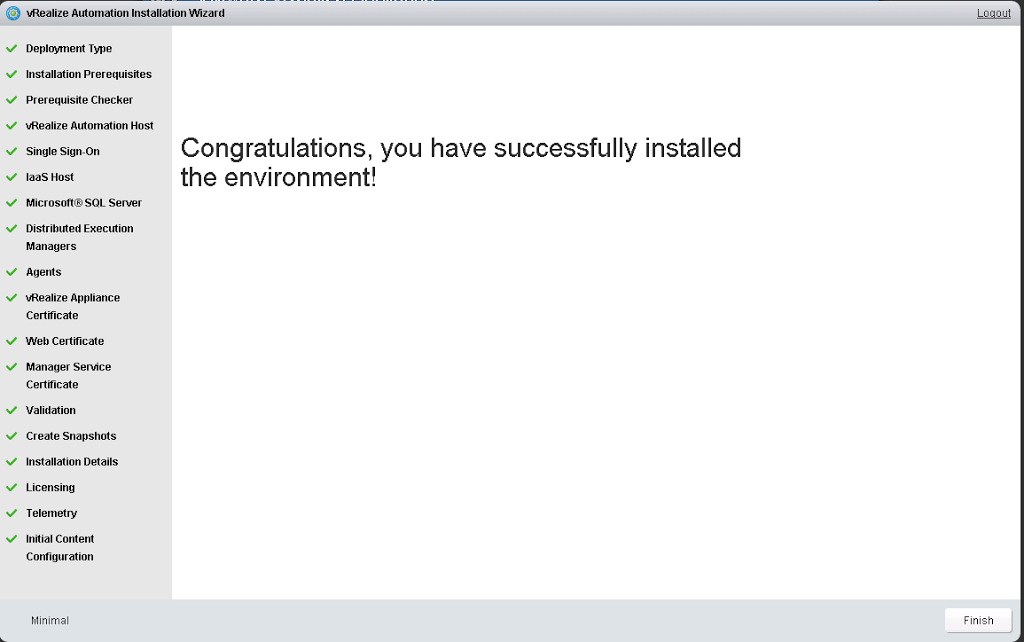 vRealize Automation Installation Wizard
Logout
Deployment Type
Installation Prerequisites
Prerequisite Checker
vRealize Automation Host
Single Sign-On
IaaS Host
Microsoft® SQL Server
Distributed Execution
Managers
Agents
vRealize Appliance
Certificate
Web Certificate
Manager Service
Certificate
Validation
Create Snapshots
Installation Details
Licensing
Telemetry
Initial Content
Configuration
Congratulations, you have successfully installed
the environment!
Minimal
Finish